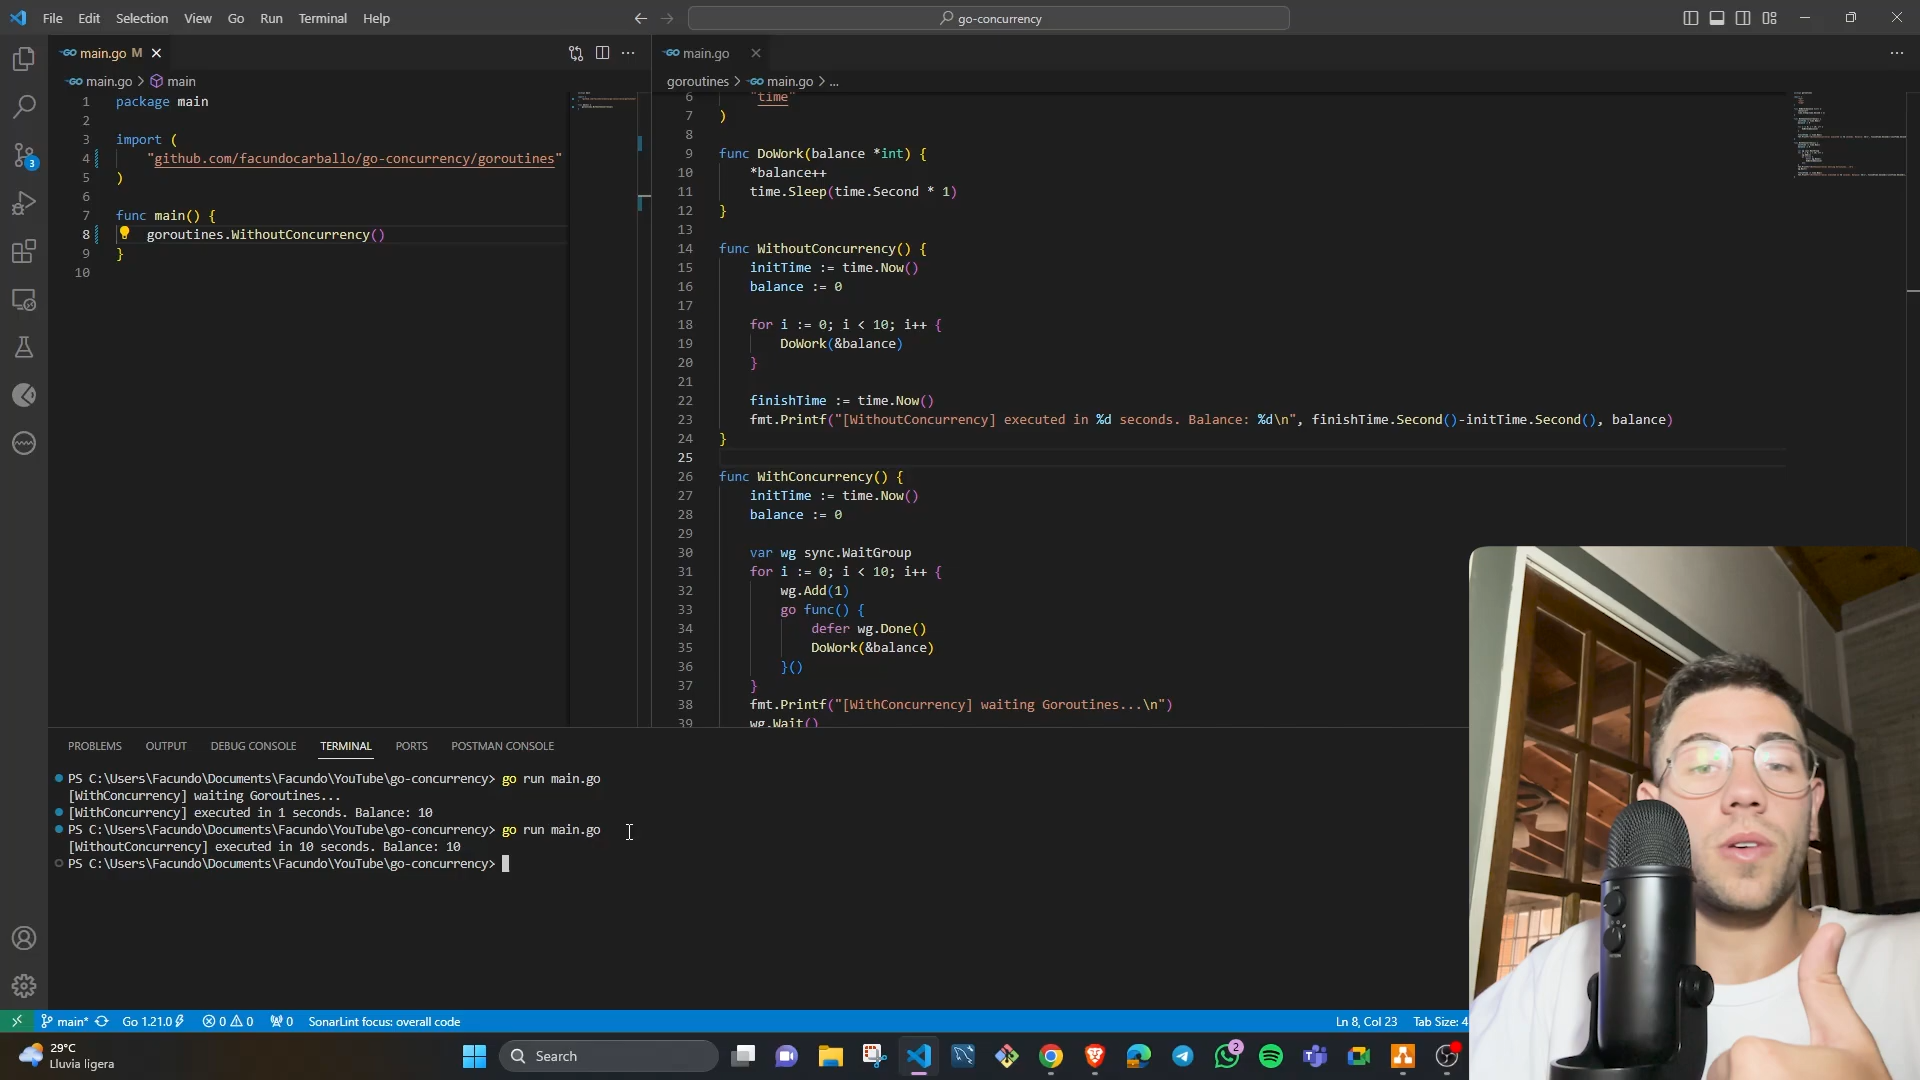 File Edit Selection View Go Run Terminal Help
go-concurrency
main.go M
main.go > main
1 package main
2
3 import (
4 "github.com/facundocarballo/go-concurrency/goroutines"
5 )
6
7 func main() {
8 goroutines.WithoutConcurrency()
9 }
10
main.go
goroutines > main.go > ...
6 "time"
7 )
8
9 func DoWork(balance *int) {
10 *balance++
11 time.Sleep(time.Second * 1)
12 }
13
14 func WithoutConcurrency() {
15 initTime := time.Now()
16 balance := 0
17
18 for i := 0; i < 10; i++ {
19 DoWork(&balance)
20 }
21
22 finishTime := time.Now()
23 fmt.Printf("[WithoutConcurrency] executed in %d seconds. Balance: %d\n", finishTime.Second()-initTime.Second(), balance)
24 }
25
26 func WithConcurrency() {
27 initTime := time.Now()
28 balance := 0
29
30 var wg sync.WaitGroup
31 for i := 0; i < 10; i++ {
32 wg.Add(1)
33 go func() {
34 defer wg.Done()
35 DoWork(&balance)
36 }()
37 }
38 fmt.Printf("[WithConcurrency] waiting Goroutines...\n")
39 wg.Wait()
3
PROBLEMS OUTPUT DEBUG CONSOLE TERMINAL PORTS POSTMAN CONSOLE
PS C:\Users\Facundo\Documents\Facundo\YouTube\go-concurrency> go run main.go
[WithConcurrency] waiting Goroutines...
[WithConcurrency] executed in 1 seconds. Balance: 10
PS C:\Users\Facundo\Documents\Facundo\YouTube\go-concurrency> go run main.go
[WithoutConcurrency] executed in 10 seconds. Balance: 10
PS C:\Users\Facundo\Documents\Facundo\YouTube\go-concurrency>
main* Go 1.21.0 0 0 0 SonarLint focus: overall code Ln 8, Col 23 Tab Size: 4
29°C
Lluvia ligera
Search
2